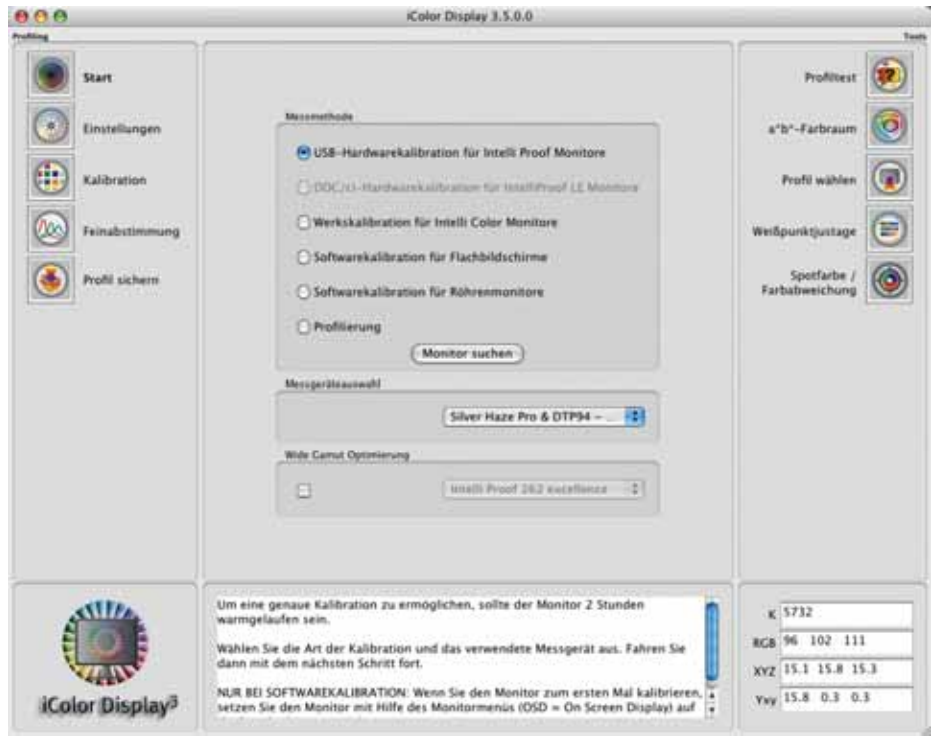 iColor Display 3.5.0.0
Profiling
Tools
Start
Einstellungen
Kalibration
Feinabstimmung
Profil sichern
Messmethode
USB-Hardwarekalibration für Intelli Proof Monitore
DDC/ci-Hardwarekalibration für IntelliProof LE Monitore
Werkskalibration für Intelli Color Monitore
Softwarekalibration für Flachbildschirme
Softwarekalibration für Röhrenmonitore
Profilierung
Monitor suchen
Messgeräteauswahl
Silver Haze Pro & DTP94 – ...
Wide Gamut Optimierung
Intelli Proof 262 excellence
Profiltest
a*b*-Farbraum
Profil wählen
Weißpunktjustage
Spotfarbe /
Farbabweichung
iColor Display3
Um eine genaue Kalibration zu ermöglichen, sollte der Monitor 2 Stunden
warmgelaufen sein.
Wählen Sie die Art der Kalibration und das verwendete Messgerät aus. Fahren Sie
dann mit dem nächsten Schritt fort.
NUR BEI SOFTWAREKALIBRATION: Wenn Sie den Monitor zum ersten Mal kalibrieren,
setzen Sie den Monitor mit Hilfe des Monitormenüs (OSD = On Screen Display) auf
K 5732
RGB 96 102 111
XYZ 15.1 15.8 15.3
Yxy 15.8 0.3 0.3